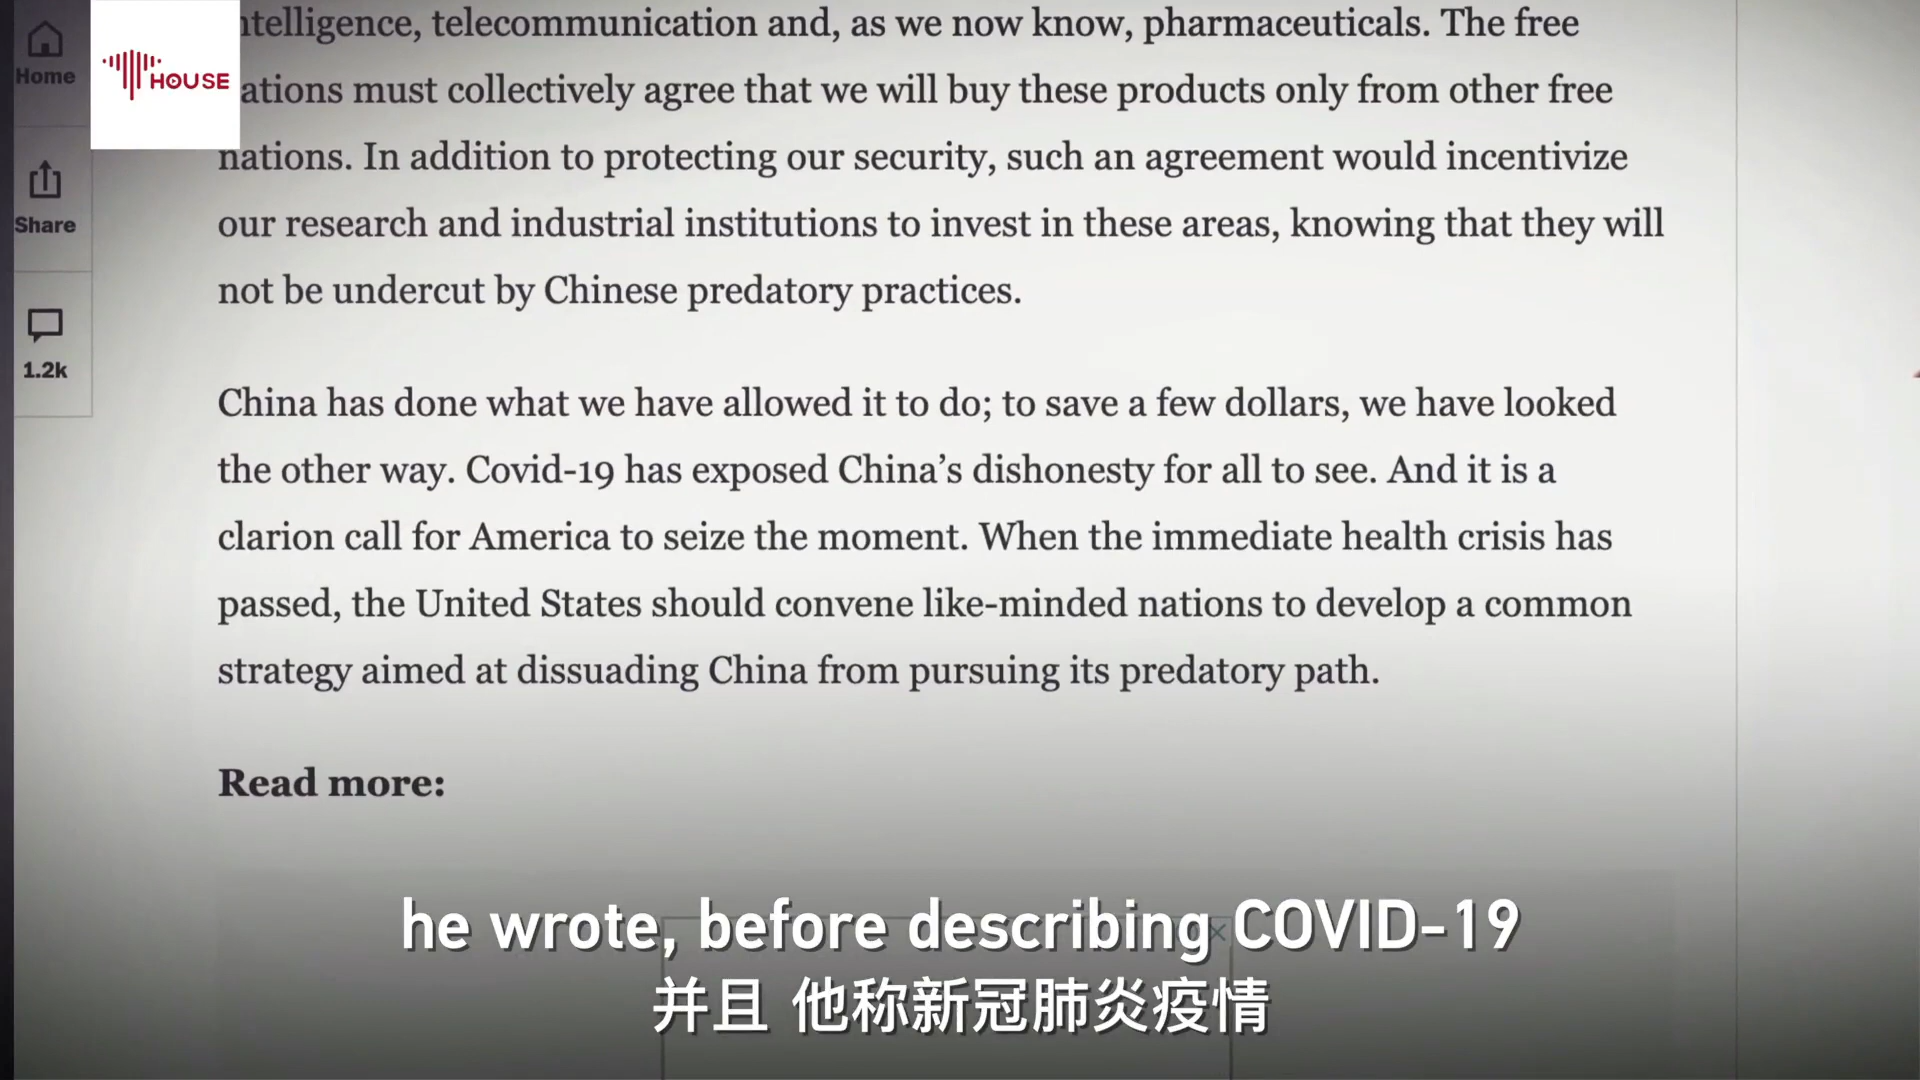 Home
HOUSE
Share
1.2k
ntelligence, telecommunication and, as we now know, pharmaceuticals. The free
ations must collectively agree that we will buy these products only from other free
nations. In addition to protecting our security, such an agreement would incentivize
our research and industrial institutions to invest in these areas, knowing that they will
not be undercut by Chinese predatory practices.
China has done what we have allowed it to do; to save a few dollars, we have looked
the other way. Covid-19 has exposed China’s dishonesty for all to see. And it is a
clarion call for America to seize the moment. When the immediate health crisis has
passed, the United States should convene like-minded nations to develop a common
strategy aimed at dissuading China from pursuing its predatory path.
Read more:
he wrote, before describing COVID-19
并且 他称新冠肺炎疫情